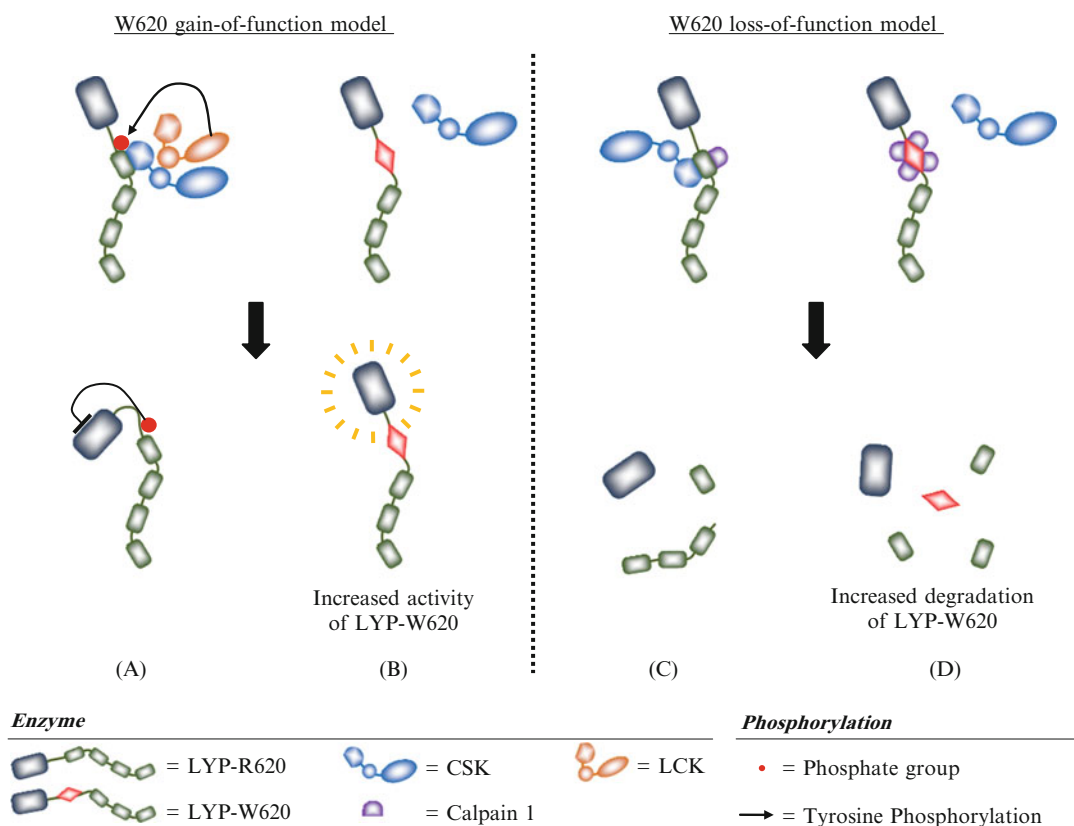 W620 gain-of-function model
W620 loss-of-function model
Increased activity
of LYP-W620
Increased degradation
of LYP-W620
(A)
(B)
(C)
(D)
Enzyme
Phosphorylation
= LYP-R620
= CSK
= LCK
= Phosphate group
= LYP-W620
= Calpain 1
= Tyrosine Phosphorylation